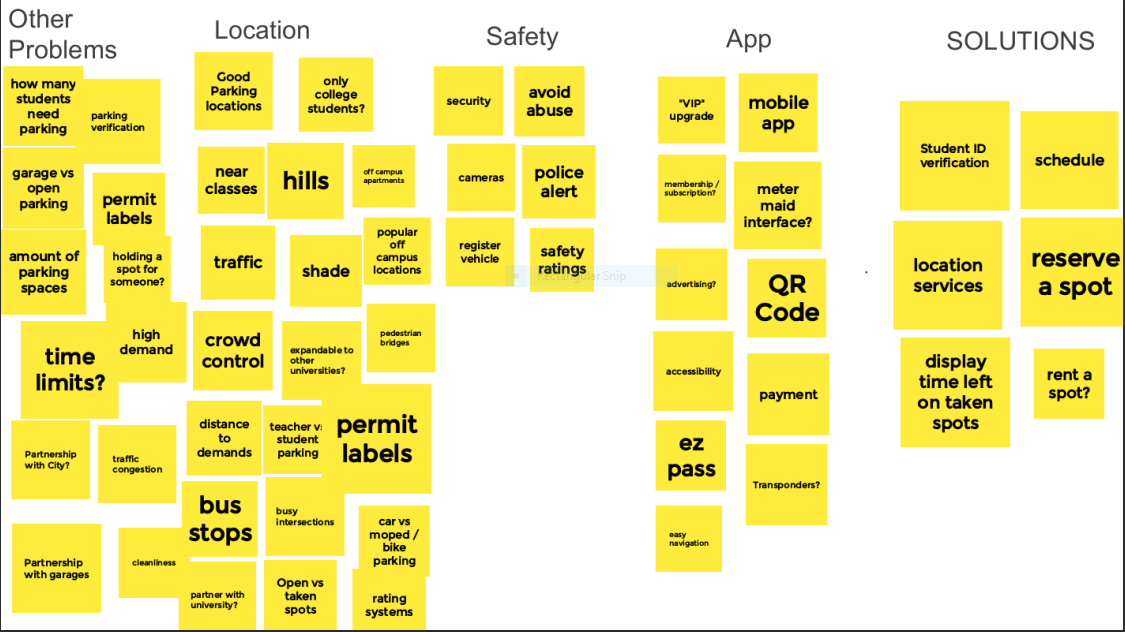 Other
Problems
how many
students
need
parking
parking
verification
garage vs
open
parking
permit
labels
amount of
parking
spaces
holding a
spot for
someone?
high
demand
time
limits?
Partnership
with City?
traffic
congestion
Partnership
with garages
cleanliness
Location
Good
Parking
locations
only
college
students?
near
classes
hills
off campus
apartments
traffic
shade
popular
off
campus
locations
crowd
control
expandable to
other
universities?
pedestrian
bridges
distance
to
demands
teacher vs
student
parking
permit
labels
bus
stops
busy
intersections
car vs
moped /
bike
parking
partner with
university?
Open vs
taken
spots
rating
systems
Safety
security
avoid
abuse
cameras
police
alert
register
vehicle
safety
ratings
Rectangular Snip
App
"VIP"
upgrade
mobile
app
membership /
subscription?
meter
maid
interface?
advertising?
QR
Code
accessibility
payment
ez
pass
Transponders?
easy
navigation
SOLUTIONS
Student ID
verification
schedule
location
services
reserve
a spot
display
time left
on taken
spots
rent a
spot?